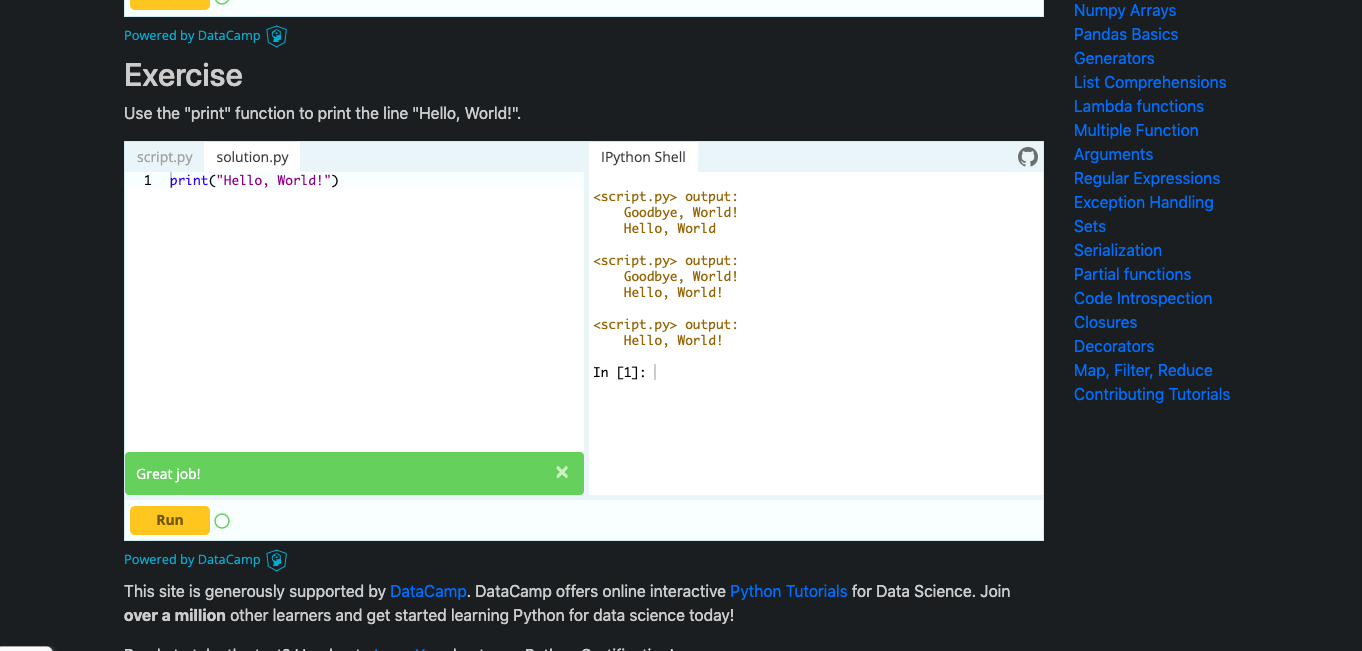 Powered by DataCamp
Exercise
Use the "print" function to print the line "Hello, World!".
script.py
solution.py
1 print("Hello, World!")
Great job!
Run
IPython Shell
<script.py> output:
Goodbye, World!
Hello, World
<script.py> output:
Goodbye, World!
Hello, World!
<script.py> output:
Hello, World!
In [1]:
Powered by DataCamp
This site is generously supported by DataCamp. DataCamp offers online interactive Python Tutorials for Data Science. Join
over a million other learners and get started learning Python for data science today!
Numpy Arrays
Pandas Basics
Generators
List Comprehensions
Lambda functions
Multiple Function
Arguments
Regular Expressions
Exception Handling
Sets
Serialization
Partial functions
Code Introspection
Closures
Decorators
Map, Filter, Reduce
Contributing Tutorials